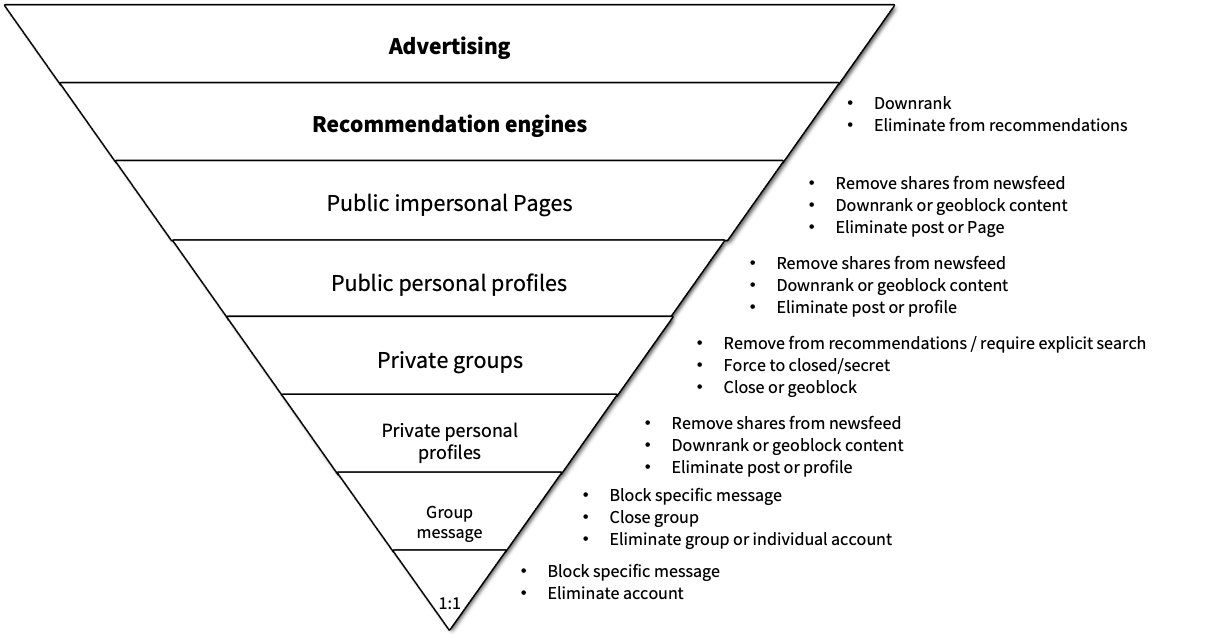 Advertising
Recommendation engines
• Downrank
• Eliminate from recommendations
Public impersonal Pages
• Remove shares from newsfeed
• Downrank or geoblock content
• Eliminate post or Page
Public personal profiles
• Remove shares from newsfeed
• Downrank or geoblock content
• Eliminate post or profile
Private groups
• Remove from recommendations / require explicit search
• Force to closed/secret
• Close or geoblock
Private personal
profiles
• Remove shares from newsfeed
• Downrank or geoblock content
• Eliminate post or profile
Group
message
• Block specific message
• Close group
• Eliminate group or individual account
1:1
• Block specific message
• Eliminate account